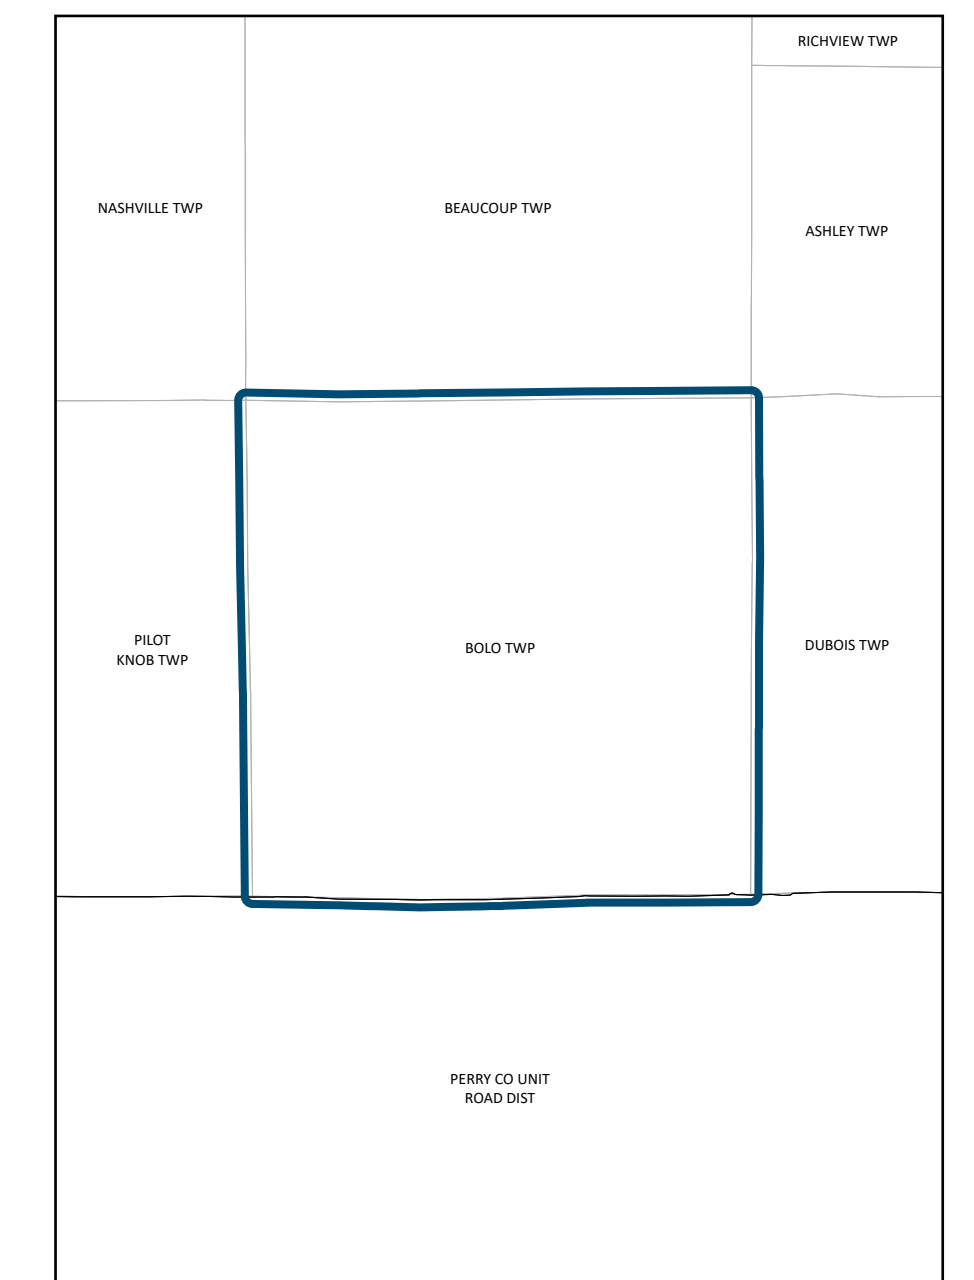 RICHVIEW TWP
NASHVILLE TWP
BEAUCOUP TWP
ASHLEY TWP
PILOT
KNOB TWP
BOLO TWP
DUBOIS TWP
PERRY CO UNIT
ROAD DIST